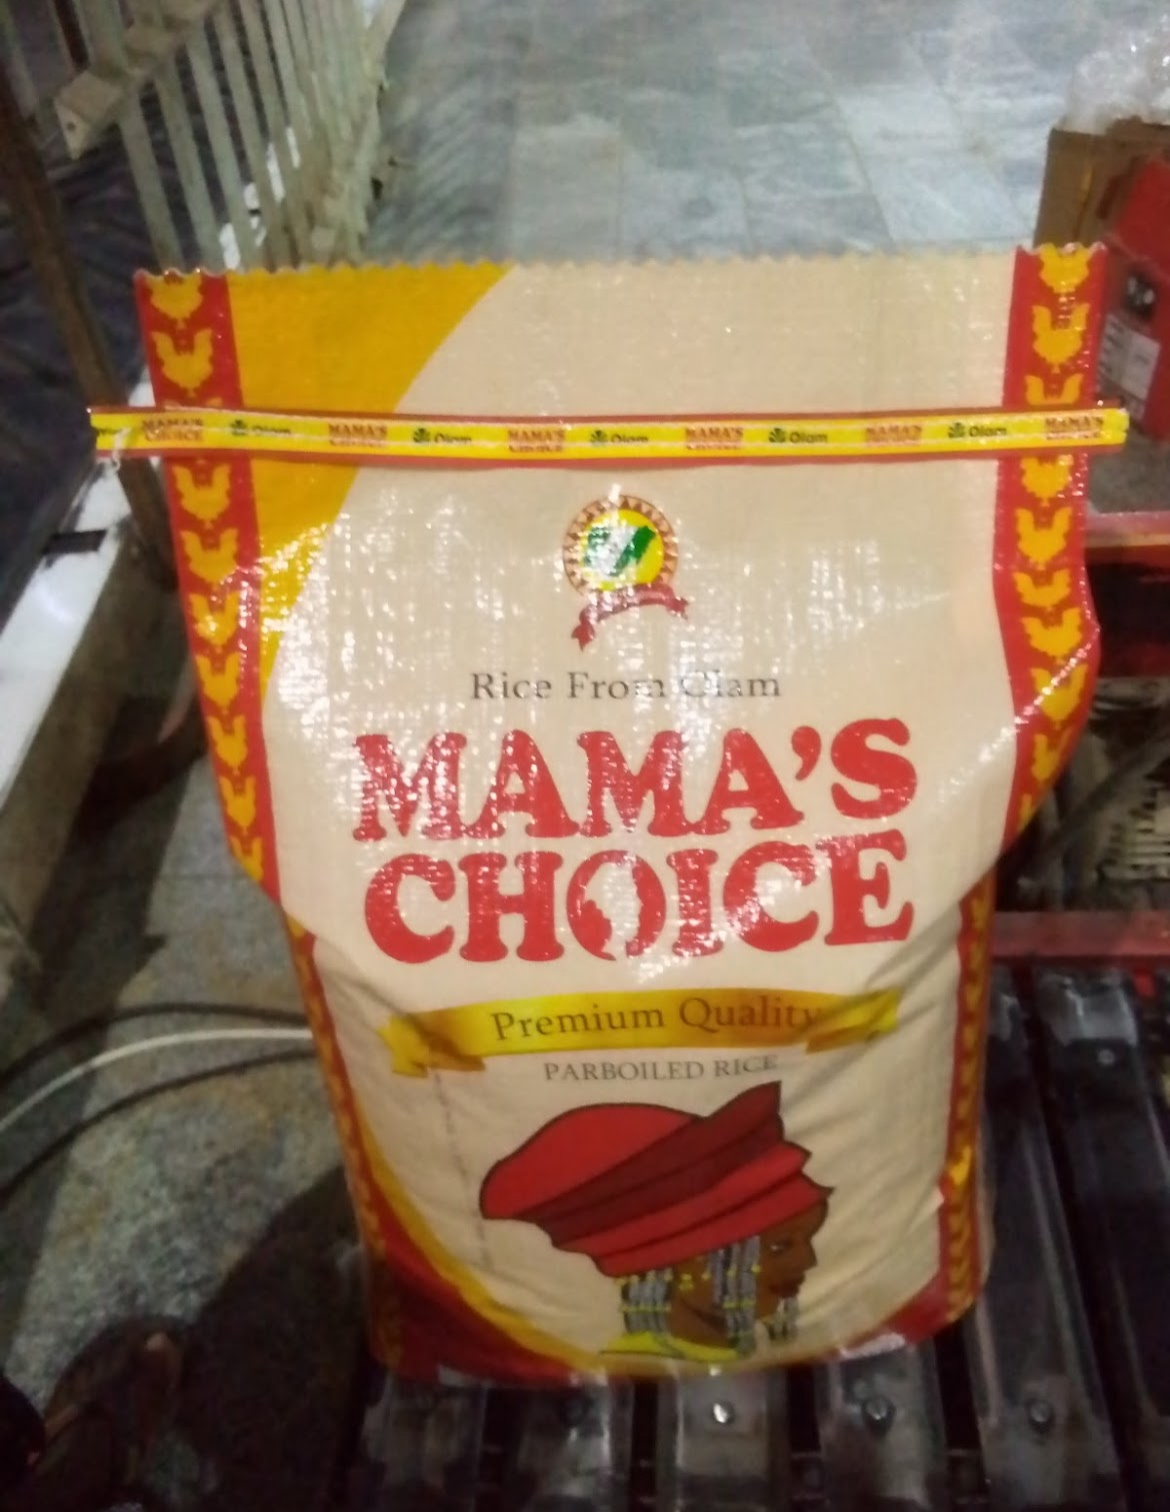 MAMA'S CHOICE Olam MAMA'S CHOICE Olam MAMA'S CHOICE Olam MAMA'S CHOICE Olam MAMA'S CHOICE Olam MAMA'S CHOICE
Rice From Olam
MAMA'S
CHOICE
Premium Quality
PARBOILED RICE